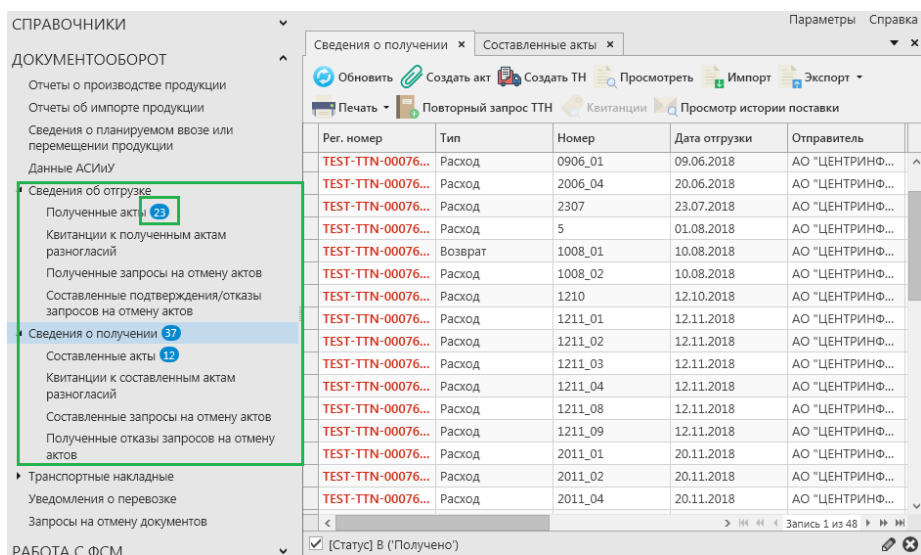 СПРАВОЧНИКИ
ДОКУМЕНТООБОРОТ
Отчеты о производстве продукции
Отчеты об импорте продукции
Сведения о планируемом ввозе или
перемещении продукции
Данные АСИиУ
Сведения об отгрузке
Полученные акты 23
Квитанции к полученным актам
разногласий
Полученные запросы на отмену актов
Составленные подтверждения/отказы
запросов на отмену актов
Сведения о получении 37
Составленные акты 12
Квитанции к составленным актам
разногласий
Составленные запросы на отмену актов
Полученные отказы запросов на отмену
актов
Транспортные накладные
Уведомления о перевозке
Запросы на отмену документов
РАБОТА С ФСМ
Параметры Справка
Сведения о получении × Составленные акты ×
Обновить Создать акт Создать ТН Просмотреть Импорт Экспорт
Печать Повторный запрос ТТН Квитанции Просмотр истории поставки
Рег. номер Тип Номер Дата отгрузки Отправитель
TEST-TTN-00076... Расход 0906_01 09.06.2018 АО "ЦЕНТРИНФ...
TEST-TTN-00076... Расход 2006_04 20.06.2018 АО "ЦЕНТРИНФ...
TEST-TTN-00076... Расход 2307 23.07.2018 АО "ЦЕНТРИНФ...
TEST-TTN-00076... Расход 5 01.08.2018 АО "ЦЕНТРИНФ...
TEST-TTN-00076... Возврат 1008_01 10.08.2018 АО "ЦЕНТРИНФ...
TEST-TTN-00076... Расход 1008_02 10.08.2018 АО "ЦЕНТРИНФ...
TEST-TTN-00076... Расход 1210 12.10.2018 АО "ЦЕНТРИНФ...
TEST-TTN-00076... Расход 1211_01 12.11.2018 АО "ЦЕНТРИНФ...
TEST-TTN-00076... Расход 1211_02 12.11.2018 АО "ЦЕНТРИНФ...
TEST-TTN-00076... Расход 1211_03 12.11.2018 АО "ЦЕНТРИНФ...
TEST-TTN-00076... Расход 1211_04 12.11.2018 АО "ЦЕНТРИНФ...
TEST-TTN-00076... Расход 1211_08 12.11.2018 АО "ЦЕНТРИНФ...
TEST-TTN-00076... Расход 1211_09 12.11.2018 АО "ЦЕНТРИНФ...
TEST-TTN-00076... Расход 2011_01 20.11.2018 АО "ЦЕНТРИНФ...
TEST-TTN-00076... Расход 2011_02 20.11.2018 АО "ЦЕНТРИНФ...
TEST-TTN-00076... Расход 2011_04 20.11.2018 АО "ЦЕНТРИНФ...
Запись 1 из 48
[Статус] В ('Получено')